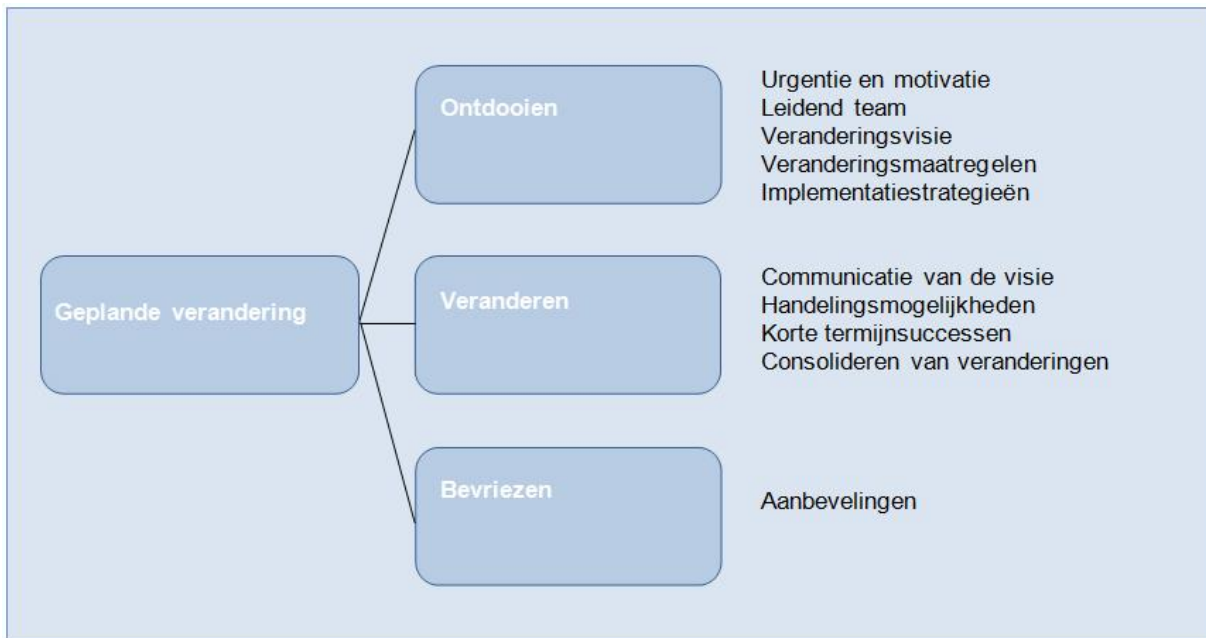 Geplande verandering
Ontdooien
Urgentie en motivatie
Leidend team
Veranderingsvisie
Veranderingsmaatregelen
Implementatiestrategieën
Veranderen
Communicatie van de visie
Handelingsmogelijkheden
Korte termijnsuccessen
Consolideren van veranderingen
Bevriezen
Aanbevelingen